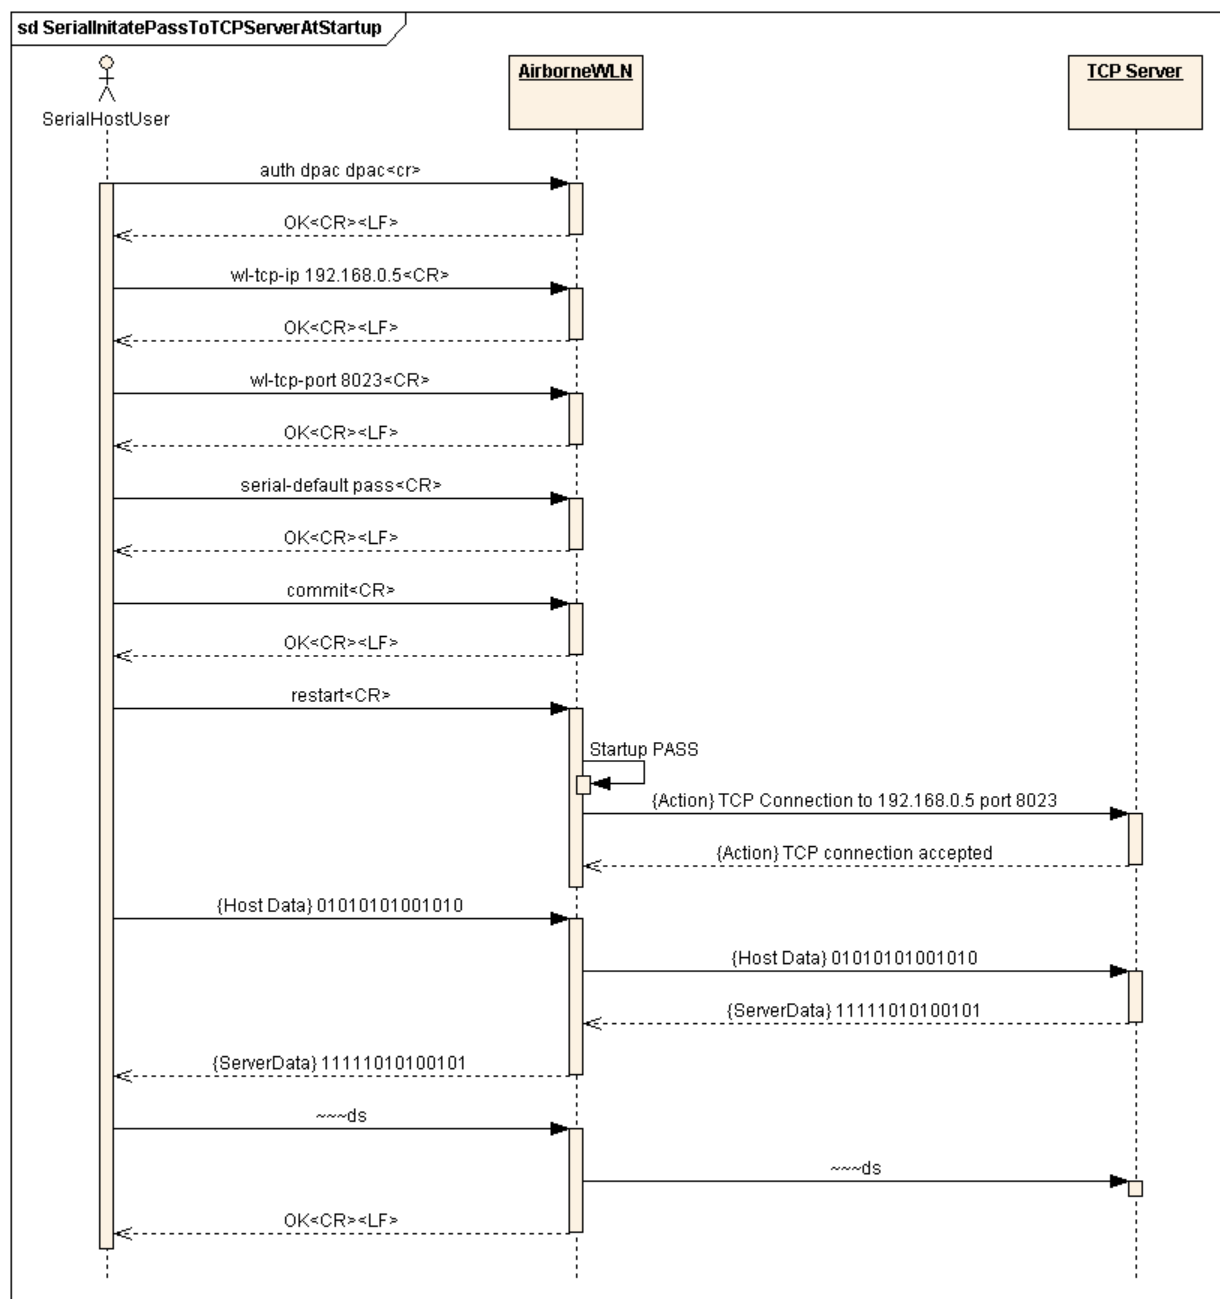 sd SerialInitatePassToTCPServerAtStartup
SerialHostUser
AirborneWLN
TCP Server
auth dpac dpac<cr>
OK<CR><LF>
wl-tcp-ip 192.168.0.5<CR>
OK<CR><LF>
wl-tcp-port 8023<CR>
OK<CR><LF>
serial-default pass<CR>
OK<CR><LF>
commit<CR>
OK<CR><LF>
restart<CR>
Startup PASS
{Action} TCP Connection to 192.168.0.5 port 8023
{Action} TCP connection accepted
{Host Data} 01010101001010
{Host Data} 01010101001010
{ServerData} 11111010100101
{ServerData} 11111010100101
~~~ds
~~~ds
OK<CR><LF>